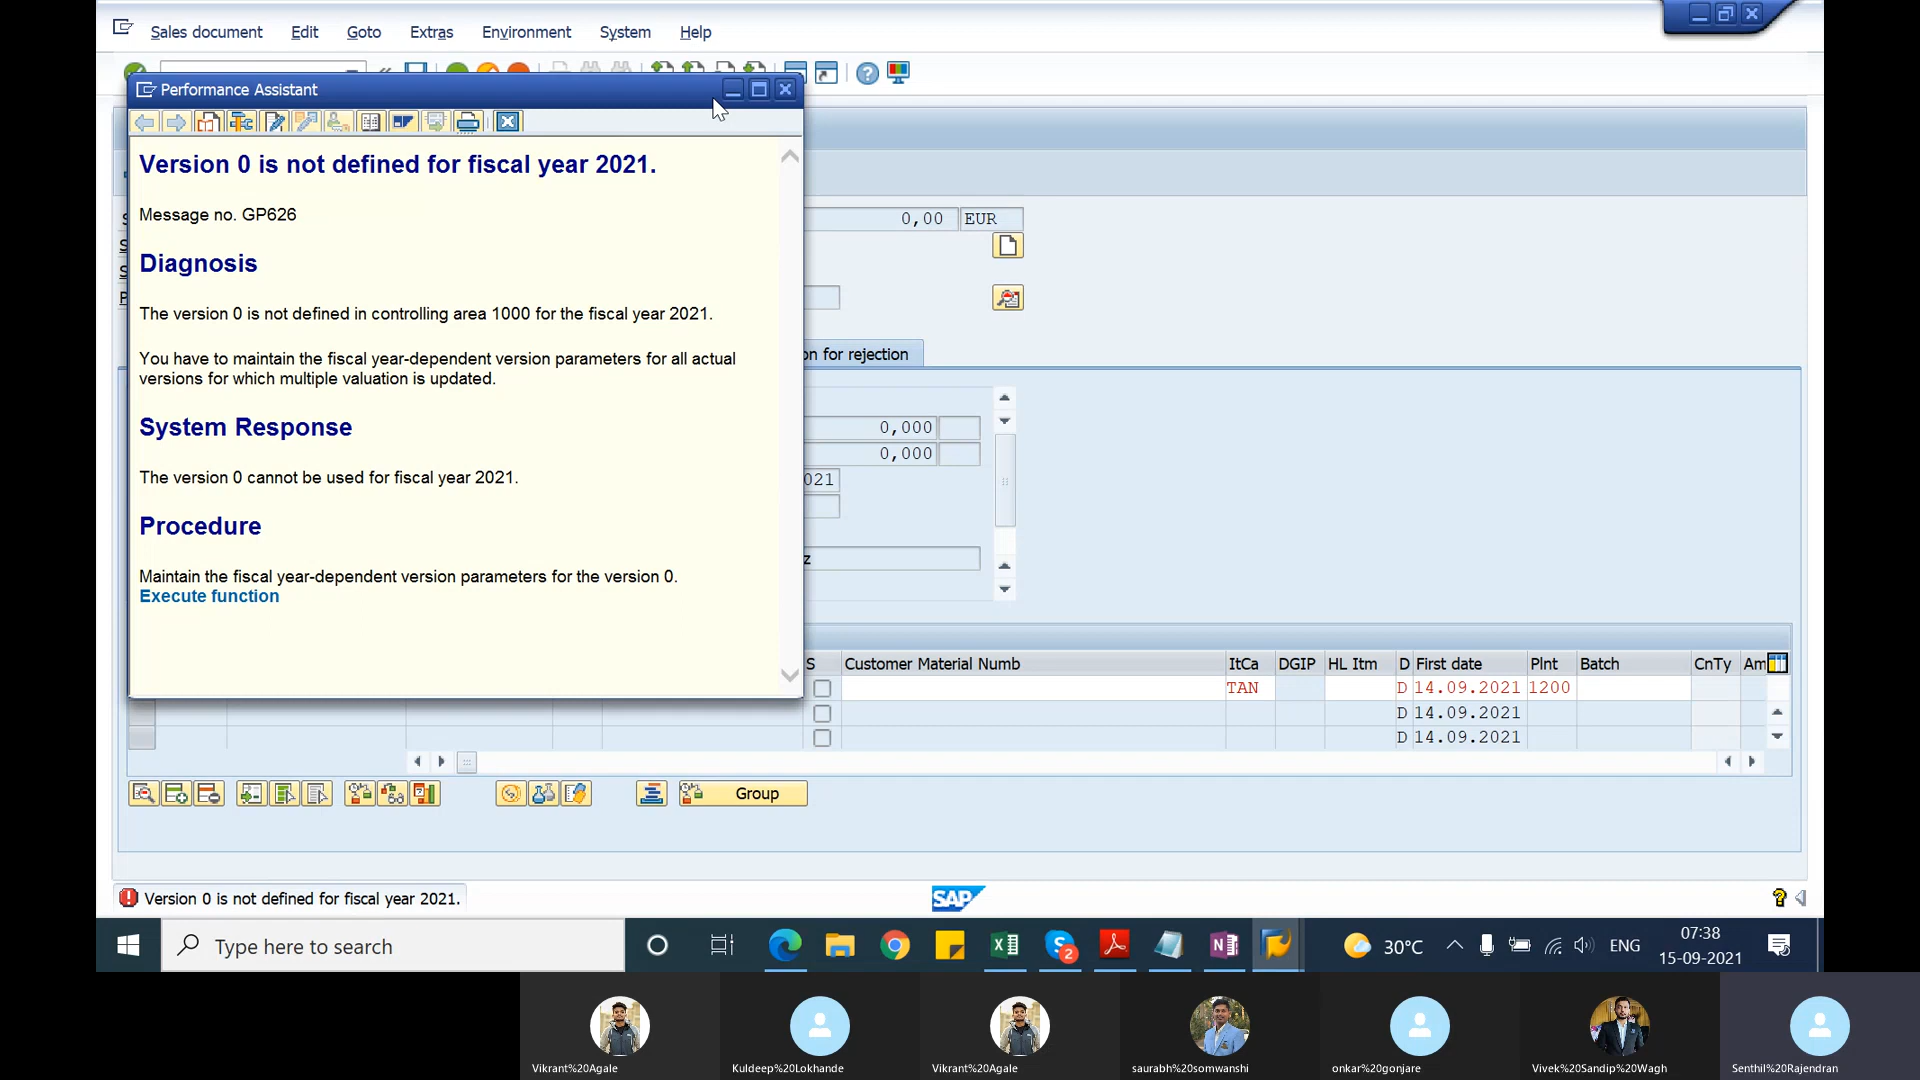 Sales document Edit Goto Extras Environment System Help
Performance Assistant
Version 0 is not defined for fiscal year 2021.
Message no. GP626
Diagnosis
The version 0 is not defined in controlling area 1000 for the fiscal year 2021.
You have to maintain the fiscal year-dependent version parameters for all actual
versions for which multiple valuation is updated.
System Response
The version 0 cannot be used for fiscal year 2021.
Procedure
Maintain the fiscal year-dependent version parameters for the version 0.
Execute function
0,00 EUR
on for rejection
0,000
0,000
021
z
S Customer Material Numb ItCa DGIP HL Itm D First date Plnt Batch CnTy Am
TAN D 14.09.2021 1200
D 14.09.2021
D 14.09.2021
Group
Version 0 is not defined for fiscal year 2021.
SAP
Type here to search
2
30°C
ENG
07:38
15-09-2021
Vikrant%20Agale Kuldeep%20Lokhande Vikrant%20Agale saurabh%20somwanshi onkar%20gonjare Vivek%20Sandip%20Wagh Senthil%20Rajendran